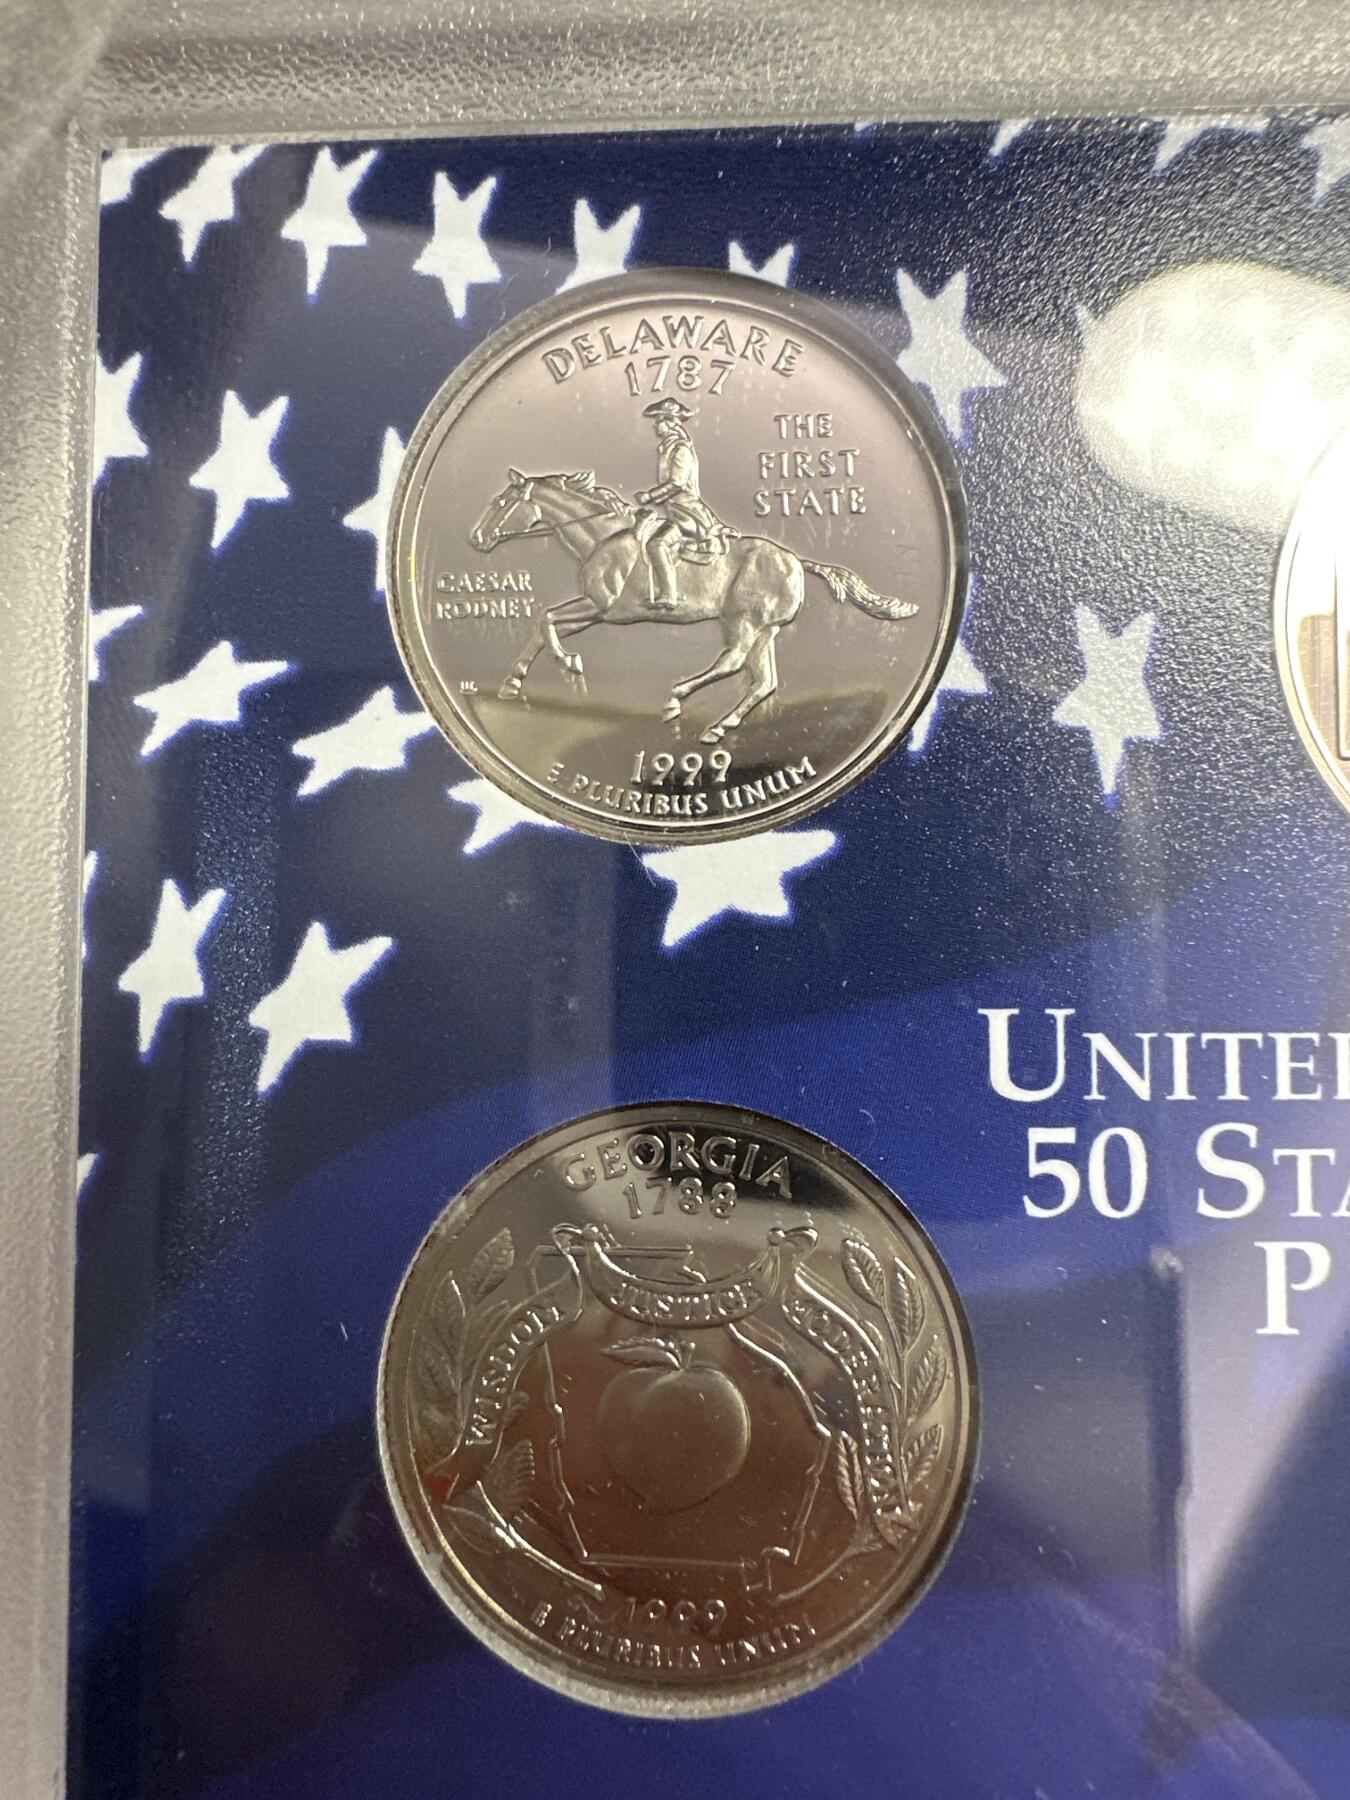 DELAWARE
1787
THE
FIRST
STATE
CAESAR
RODNEY
1999
E PLURIBUS UNUM
UNITE
50 STA
P
GEORGIA
1788
WISDOM
JUSTICE
MODERATION
1999
E PLURIBUS UNUM